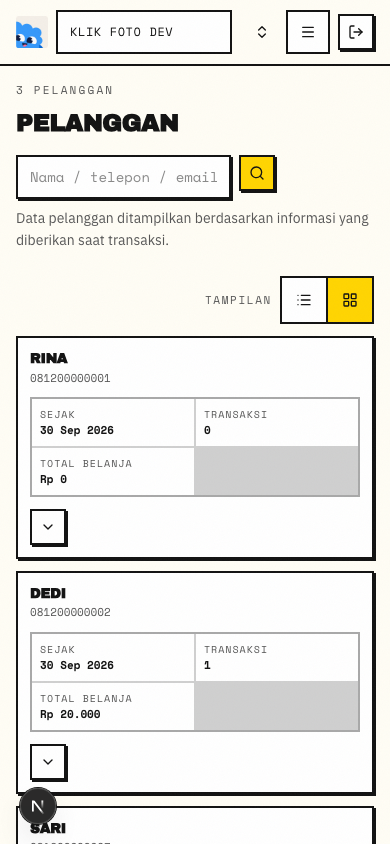 KLIK FOTO DEV
3 PELANGGAN
PELANGGAN
Nama / telepon / email
Data pelanggan ditampilkan berdasarkan informasi yang
diberikan saat transaksi.
TAMPILAN
RINA
081200000001
SEJAK
30 Sep 2026
TRANSAKSI
0
TOTAL BELANJA
Rp 0
DEDI
081200000002
SEJAK
30 Sep 2026
TRANSAKSI
1
TOTAL BELANJA
Rp 20.000
N
SARI